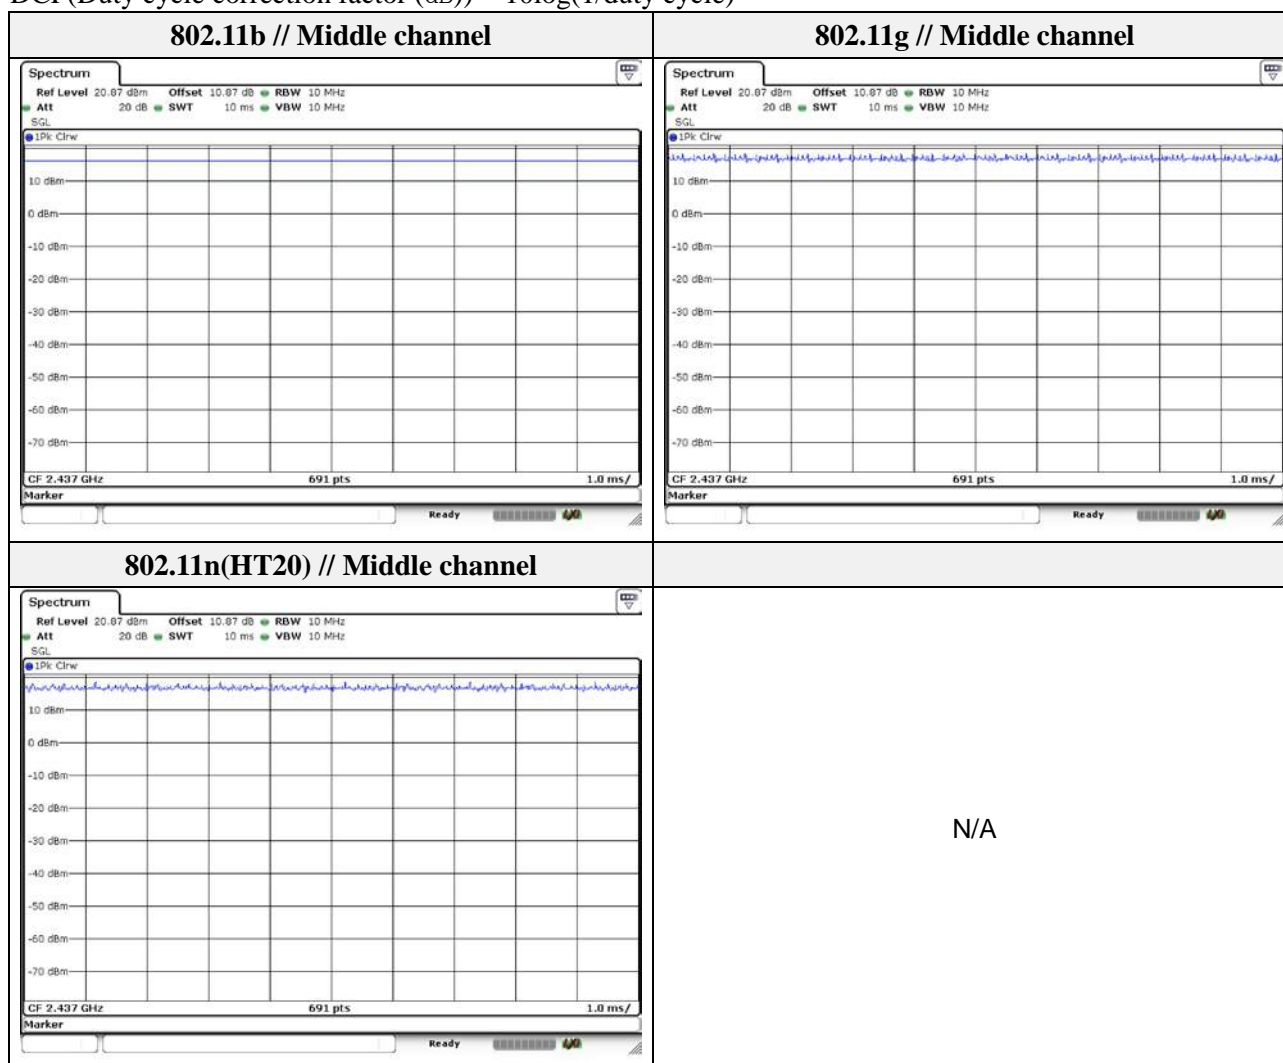 DCF(Duty cycle correction factor (dB)) = 10log(1/duty cycle)
802.11b // Middle channel
802.11g // Middle channel
Spectrum
Ref Level 20.87 dBm Offset 10.87 dB RBW 10 MHz
Att 20 dB SWT 10 ms VBW 10 MHz
SGL
1Pk Clrw
10 dBm
0 dBm
-10 dBm
-20 dBm
-30 dBm
-40 dBm
-50 dBm
-60 dBm
-70 dBm
CF 2.437 GHz 691 pts 1.0 ms/
Marker
Ready
Spectrum
Ref Level 20.87 dBm Offset 10.87 dB RBW 10 MHz
Att 20 dB SWT 10 ms VBW 10 MHz
SGL
1Pk Clrw
10 dBm
0 dBm
-10 dBm
-20 dBm
-30 dBm
-40 dBm
-50 dBm
-60 dBm
-70 dBm
CF 2.437 GHz 691 pts 1.0 ms/
Marker
Ready
802.11n(HT20) // Middle channel
Spectrum
Ref Level 20.87 dBm Offset 10.87 dB RBW 10 MHz
Att 20 dB SWT 10 ms VBW 10 MHz
SGL
1Pk Clrw
10 dBm
0 dBm
-10 dBm
-20 dBm
-30 dBm
-40 dBm
-50 dBm
-60 dBm
-70 dBm
CF 2.437 GHz 691 pts 1.0 ms/
Marker
Ready
N/A